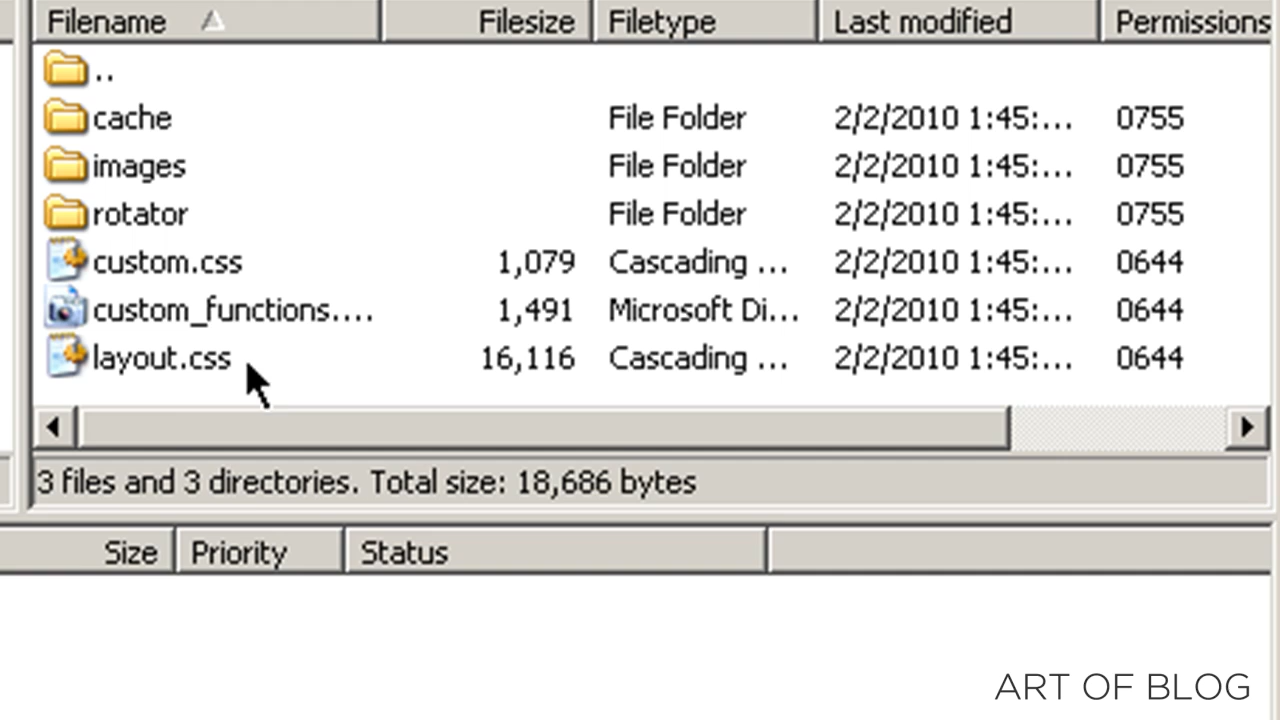 Filename Filesize Filetype Last modified Permissions
..
cache File Folder 2/2/2010 1:45:... 0755
images File Folder 2/2/2010 1:45:... 0755
rotator File Folder 2/2/2010 1:45:... 0755
custom.css 1,079 Cascading ... 2/2/2010 1:45:... 0644
custom_functions.... 1,491 Microsoft Di... 2/2/2010 1:45:... 0644
layout.css 16,116 Cascading ... 2/2/2010 1:45:... 0644
3 files and 3 directories. Total size: 18,686 bytes
Size Priority Status
ART OF BLOG